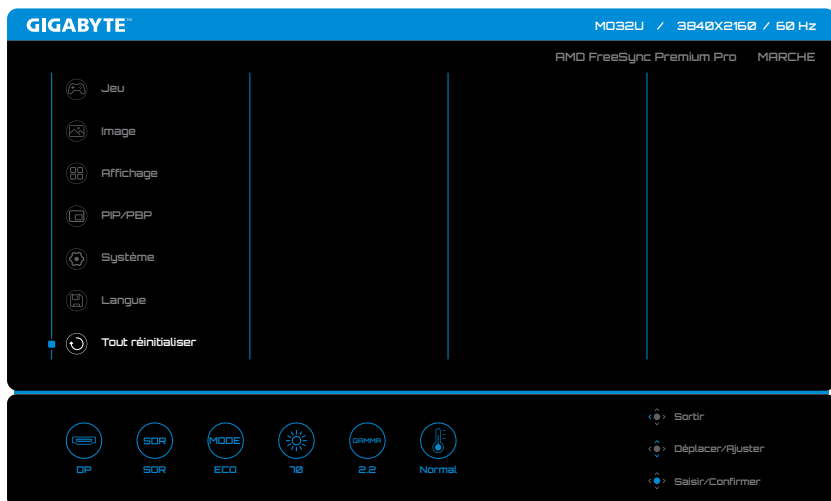 GIGABYTE™
MO32U / 3840X2160 / 60 Hz
AMD FreeSync Premium Pro MARCHE
Jeu
Image
Affichage
PIP/PBP
Système
Langue
Tout réinitialiser
SDR MODE GAMMA
DP SDR ECO 70 2.2 Normal
Sortir
Déplacer/Ajuster
Saisir/Confirmer